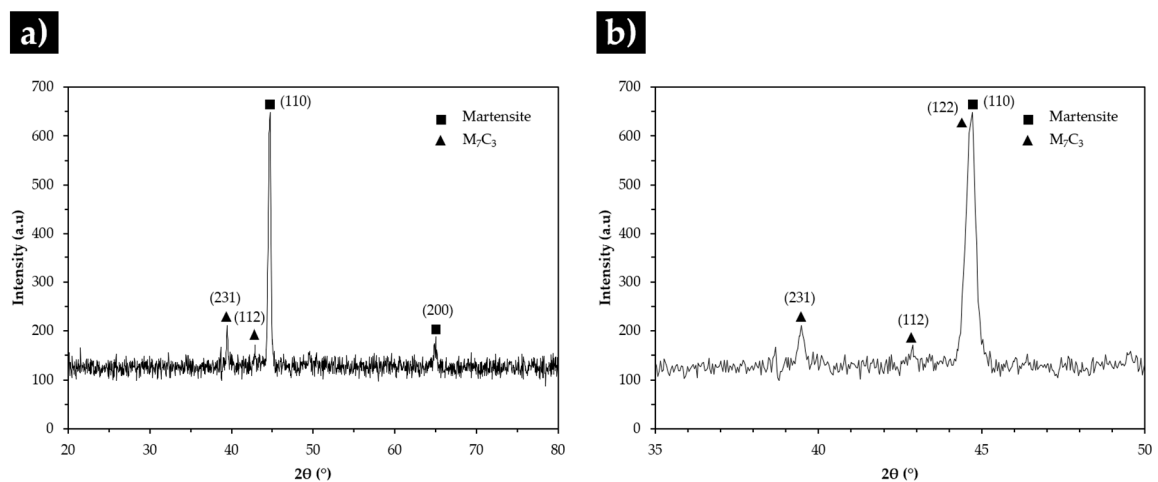 a)
700
600
500
400
300
200
100
0
Intensity (a.u)
20 30 40 50 60 70 80
2Θ (°)
(110)
(231)
(112)
(200)
Martensite
M₇C₃
b)
700
600
500
400
300
200
100
0
Intensity (a.u)
35 40 45 50
2Θ (°)
(122)
(110)
(231)
(112)
Martensite
M₇C₃